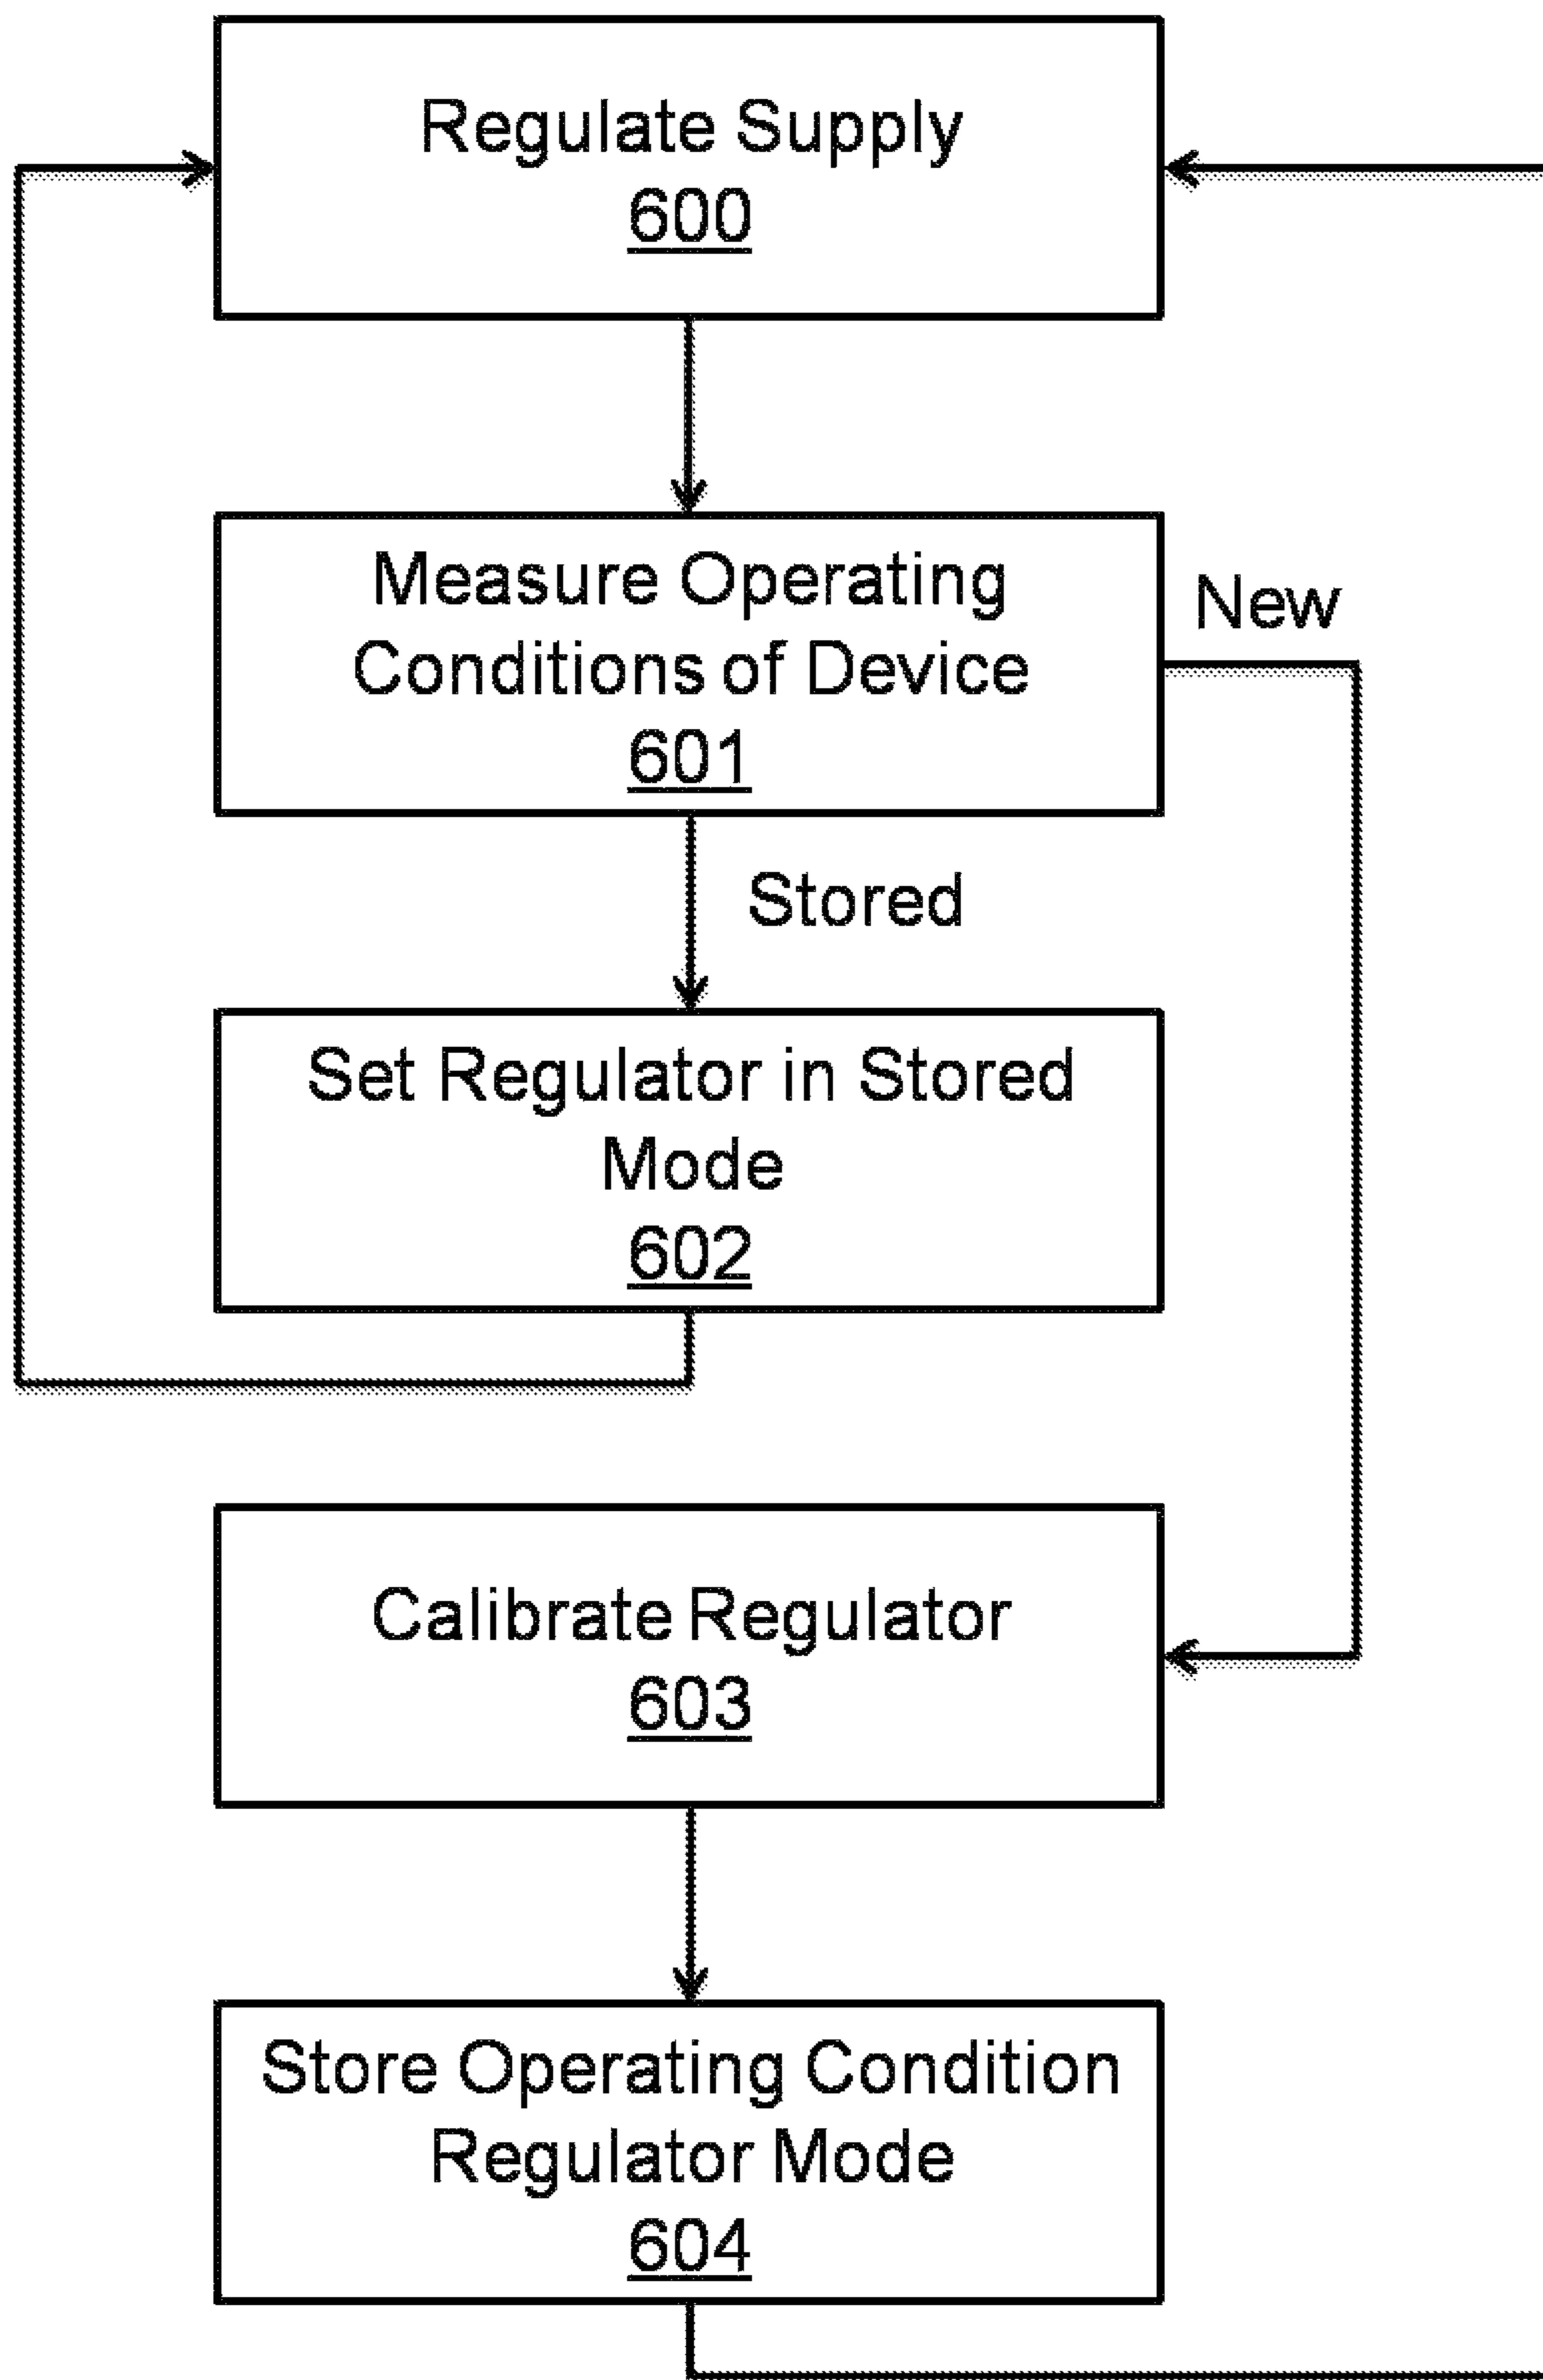 Regulate Supply
600
Measure Operating
Conditions of Device
601
New
Stored
Set Regulator in Stored
Mode
602
Calibrate Regulator
603
Store Operating Condition
Regulator Mode
604